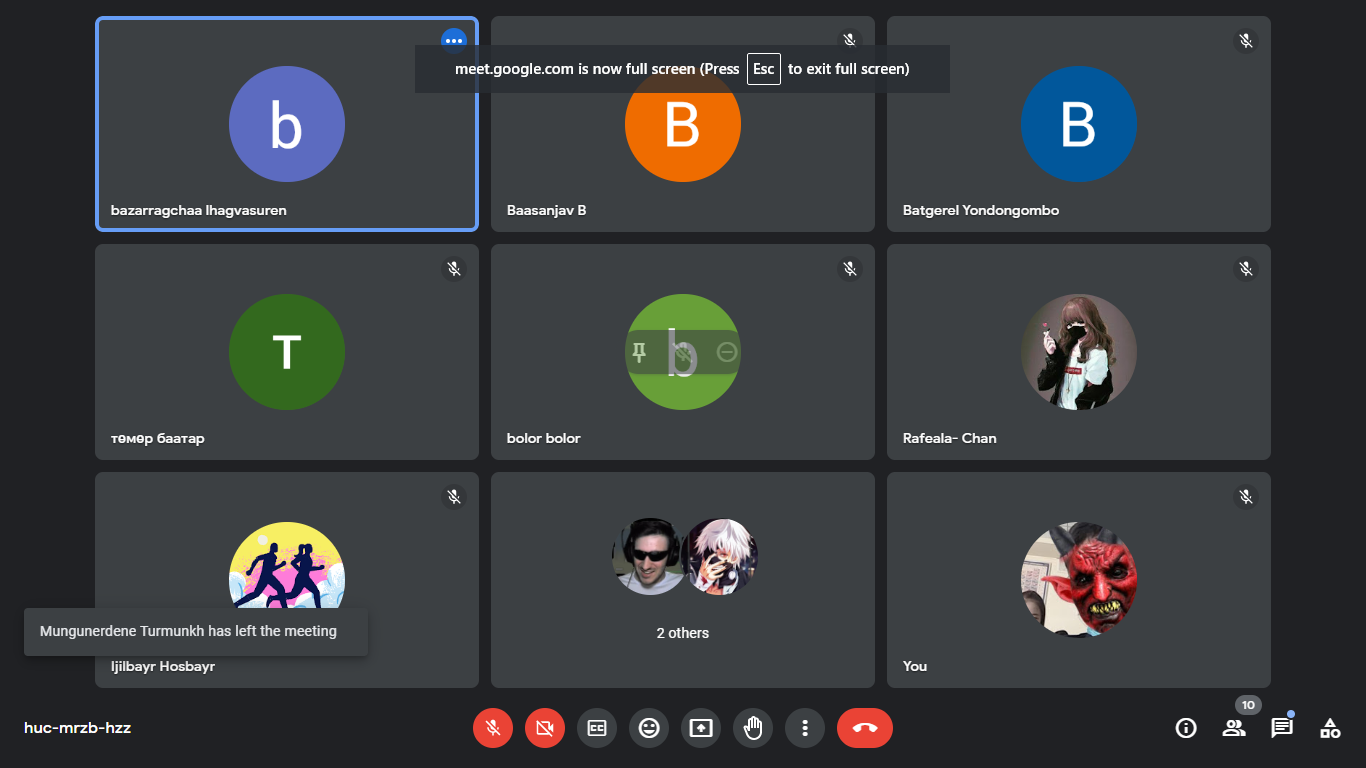 meet.google.com is now full screen (Press Esc to exit full screen)
b
B
B
bazarragchaa lhagvasuren
Baasanjav B
Batgerel Yondongombo
T
b
төмөр баатар
bolor bolor
Rafeala- Chan
Mungunerdene Turmunkh has left the meeting
2 others
Ijilbayr Hosbayr
You
10
huc-mrzb-hzz
CC